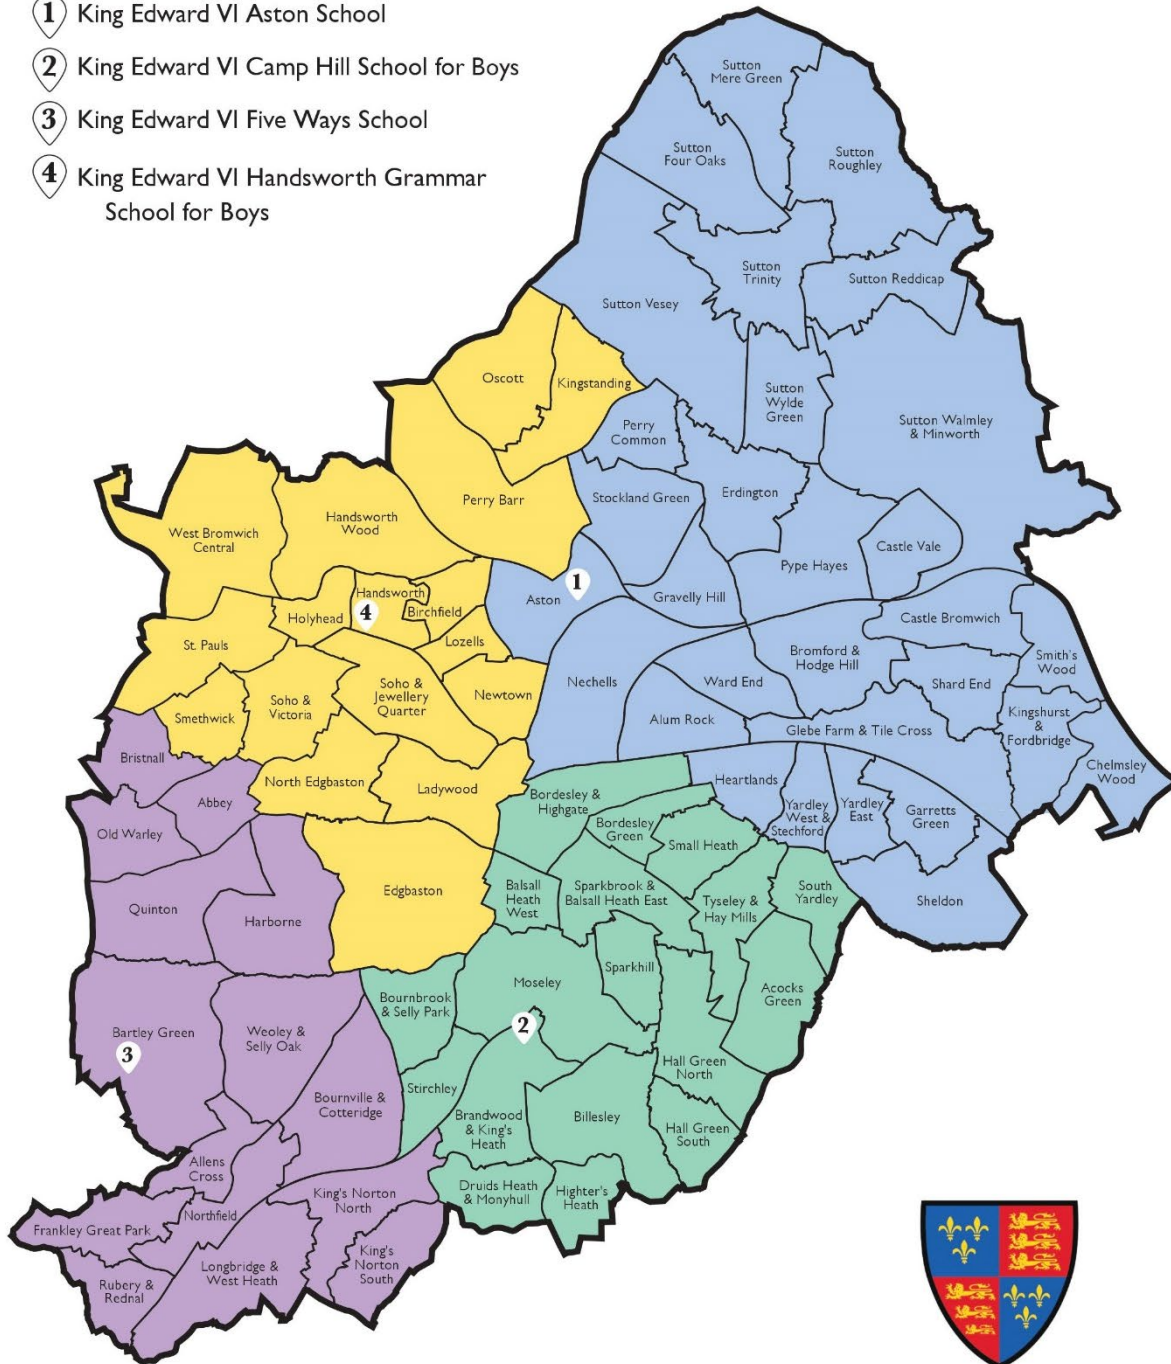 1 King Edward VI Aston School
2 King Edward VI Camp Hill School for Boys
3 King Edward VI Five Ways School
4 King Edward VI Handsworth Grammar
School for Boys
Sutton
Mere Green
Sutton
Four Oaks
Sutton
Roughley
Sutton
Trinity
Sutton Reddicap
Sutton Vesey
Oscott
Kingstanding
Sutton
Wylde
Green
Sutton Walmley
& Minworth
Perry
Common
Perry Barr
Stockland Green
Erdington
West Bromwich
Central
Handsworth
Wood
Castle Vale
Pype Hayes
Aston
1
Gravelly Hill
Handsworth
4
Birchfield
Holyhead
Castle Bromwich
St. Pauls
Lozells
Bromford &
Hodge Hill
Smith's
Wood
Nechells
Ward End
Shard End
Soho &
Jewellery
Quarter
Newtown
Soho &
Victoria
Smethwick
Alum Rock
Glebe Farm & Tile Cross
Kingshurst
&
Fordbridge
Chelmsley
Wood
Bristnall
North Edgbaston
Ladywood
Heartlands
Bordesley &
Highgate
Abbey
Yardley
West &
Stechford
Yardley
East
Garretts
Green
Old Warley
Bordesley
Green
Small Heath
Edgbaston
Balsall
Heath
West
Sparkbrook &
Balsall Heath East
Tyseley &
Hay Mills
South
Yardley
Sheldon
Quinton
Harborne
Sparkhill
Moseley
Acocks
Green
Bournbrook
& Selly Park
2
Bartley Green
3
Weoley &
Selly Oak
Hall Green
North
Stirchley
Bournville &
Cotteridge
Brandwood
& King's
Heath
Billesley
Hall Green
South
Allens
Cross
Druids Heath
& Monyhull
Highter's
Heath
King's Norton
North
Northfield
Frankley Great Park
King's
Norton
South
Longbridge &
West Heath
Rubery &
Rednal